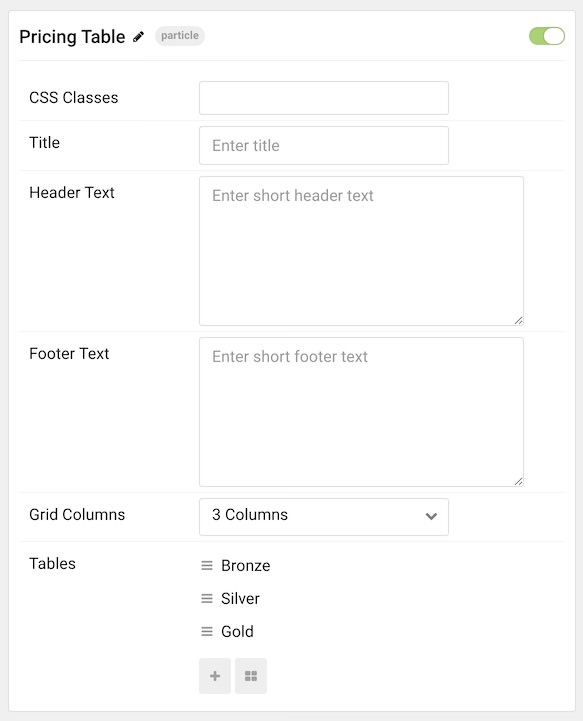 Pricing Table particle
CSS Classes
Title Enter title
Header Text Enter short header text
Footer Text Enter short footer text
Grid Columns 3 Columns
Tables Bronze
Silver
Gold